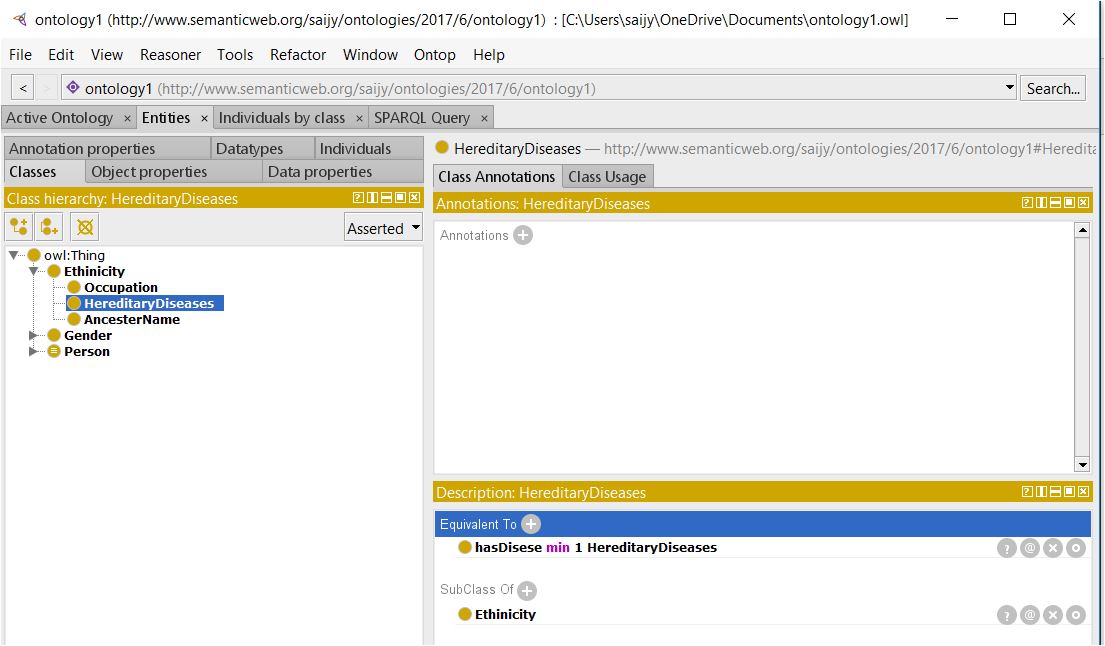 ontology1 (http://www.semanticweb.org/saijy/ontologies/2017/6/ontology1) : [C:\Users\saijy\OneDrive\Documents\ontology1.owl]
File Edit View Reasoner Tools Refactor Window Ontop Help
< > ontology1 (http://www.semanticweb.org/saijy/ontologies/2017/6/ontology1) Search...
Active Ontology × Entities × Individuals by class × SPARQL Query ×
Annotation properties Datatypes Individuals
Classes Object properties Data properties
Class hierarchy: HereditaryDiseases
Asserted
owl:Thing
Ethinicity
Occupation
HereditaryDiseases
AncesterName
Gender
Person
HereditaryDiseases — http://www.semanticweb.org/saijy/ontologies/2017/6/ontology1#Heredita
Class Annotations Class Usage
Annotations: HereditaryDiseases
Annotations
Description: HereditaryDiseases
Equivalent To
hasDisese min 1 HereditaryDiseases
SubClass Of
Ethinicity